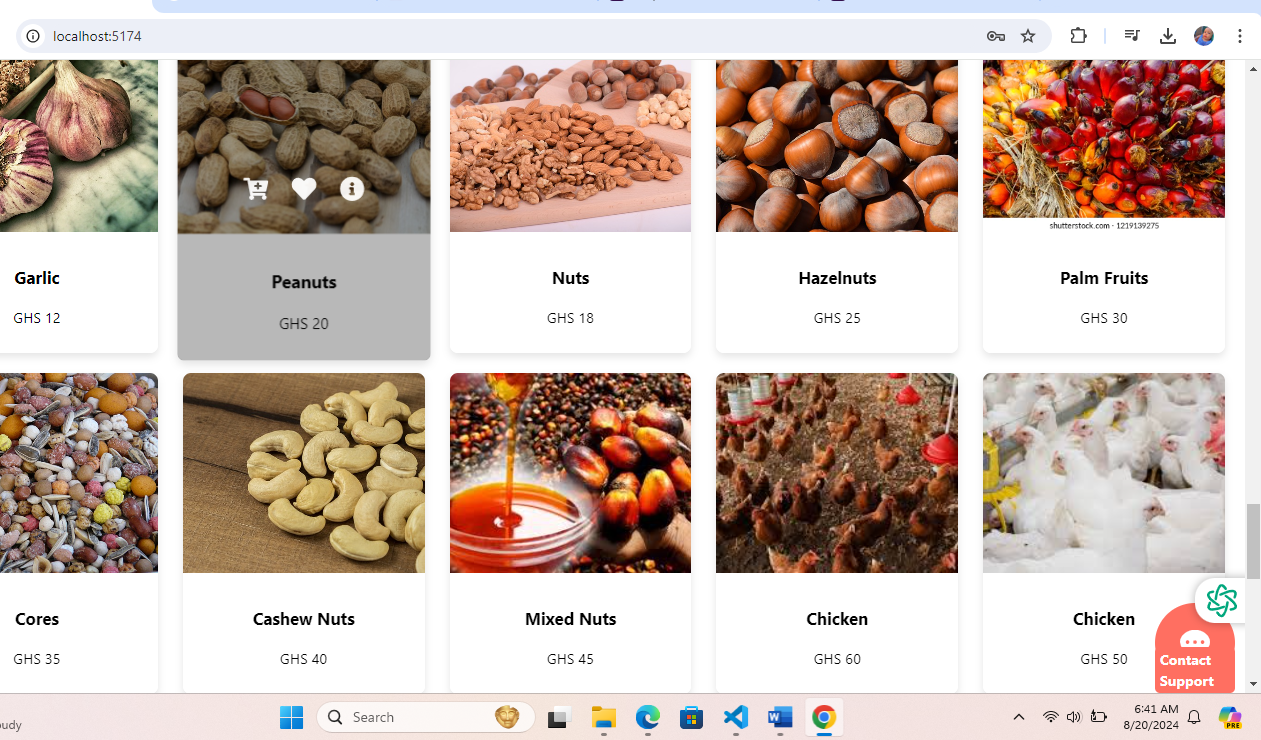 localhost:5174
shutterstock.com · 1219139275
Garlic
Peanuts
Nuts
Hazelnuts
Palm Fruits
GHS 12
GHS 20
GHS 18
GHS 25
GHS 30
Cores
Cashew Nuts
Mixed Nuts
Chicken
Chicken
GHS 35
GHS 40
GHS 45
GHS 60
GHS 50
Contact
Support
Search
6:41 AM
8/20/2024
PRE